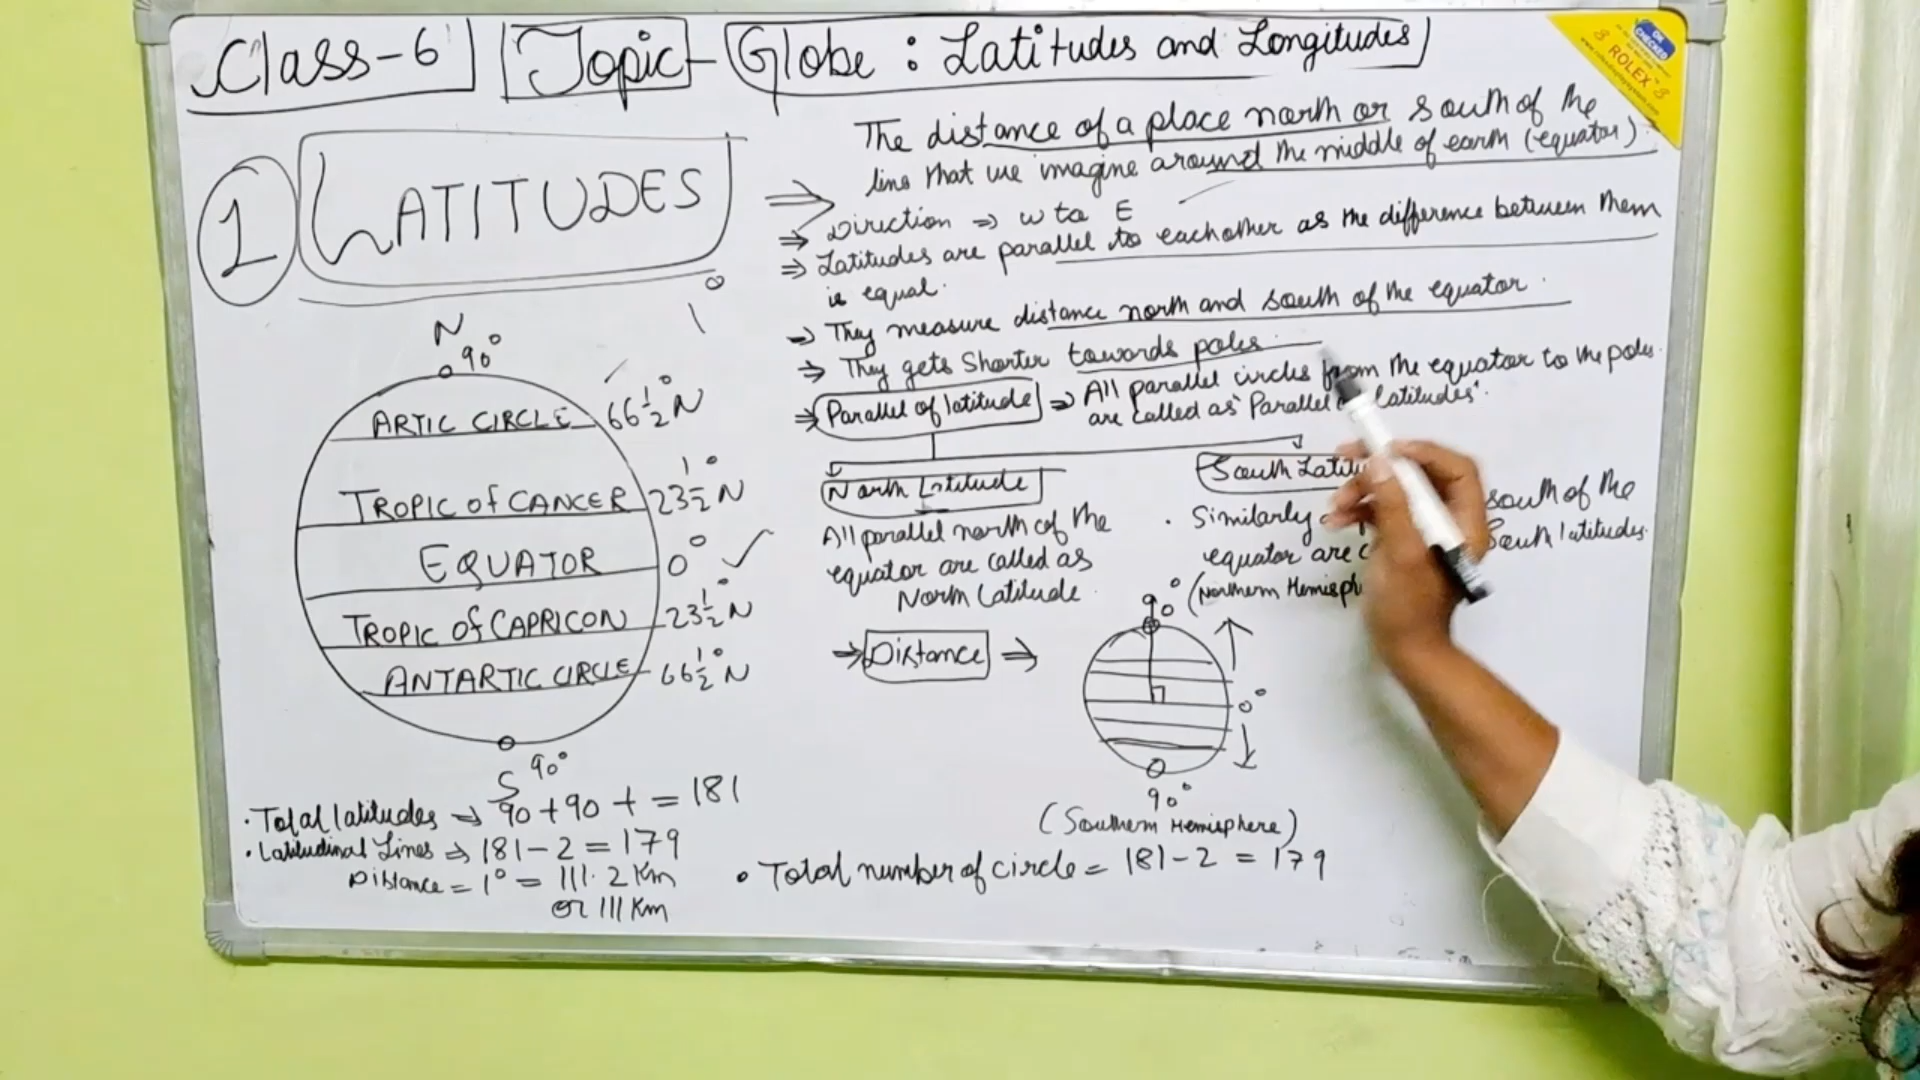 Class-6 Topic - Globe : Latitudes and Longitudes
OK CHECKED
ROLEX
1 LATITUDES
The distance of a place north or south of the
line that we imagine around the middle of earth (equator)
⇒ Direction ⇒ W to E
⇒ Latitudes are parallel to eachother as the difference between them
is equal.
⇒ They measure distance north and south of the equator.
⇒ They gets Shorter towards poles.
⇒ Parallel of latitude ⇒ All parallel circles from the equator to the poles.
are called as "Parallel latitudes".
1°
N
90°
ARTIC CIRCLE 66 1/2° N
TROPIC of CANCER 23 1/2° N
EQUATOR 0° ✓
TROPIC of CAPRICON 23 1/2° N
ANTARTIC CIRCLE 66 1/2° N
S 90°
North Latitude
All parallel north of the
equator are called as
North Latitude.
South
Similarly south of the
equator are South latitudes.
(Northern
→ Distance ⇒
90°
0°
90°
(Southern Hemisphere)
. Total latitudes → 90 + 90 + = 181
. Latitudinal Lines → 181 - 2 = 179
Distance = 1° = 111.2 Km
or 111 Km
• Total number of circle = 181 - 2 = 179